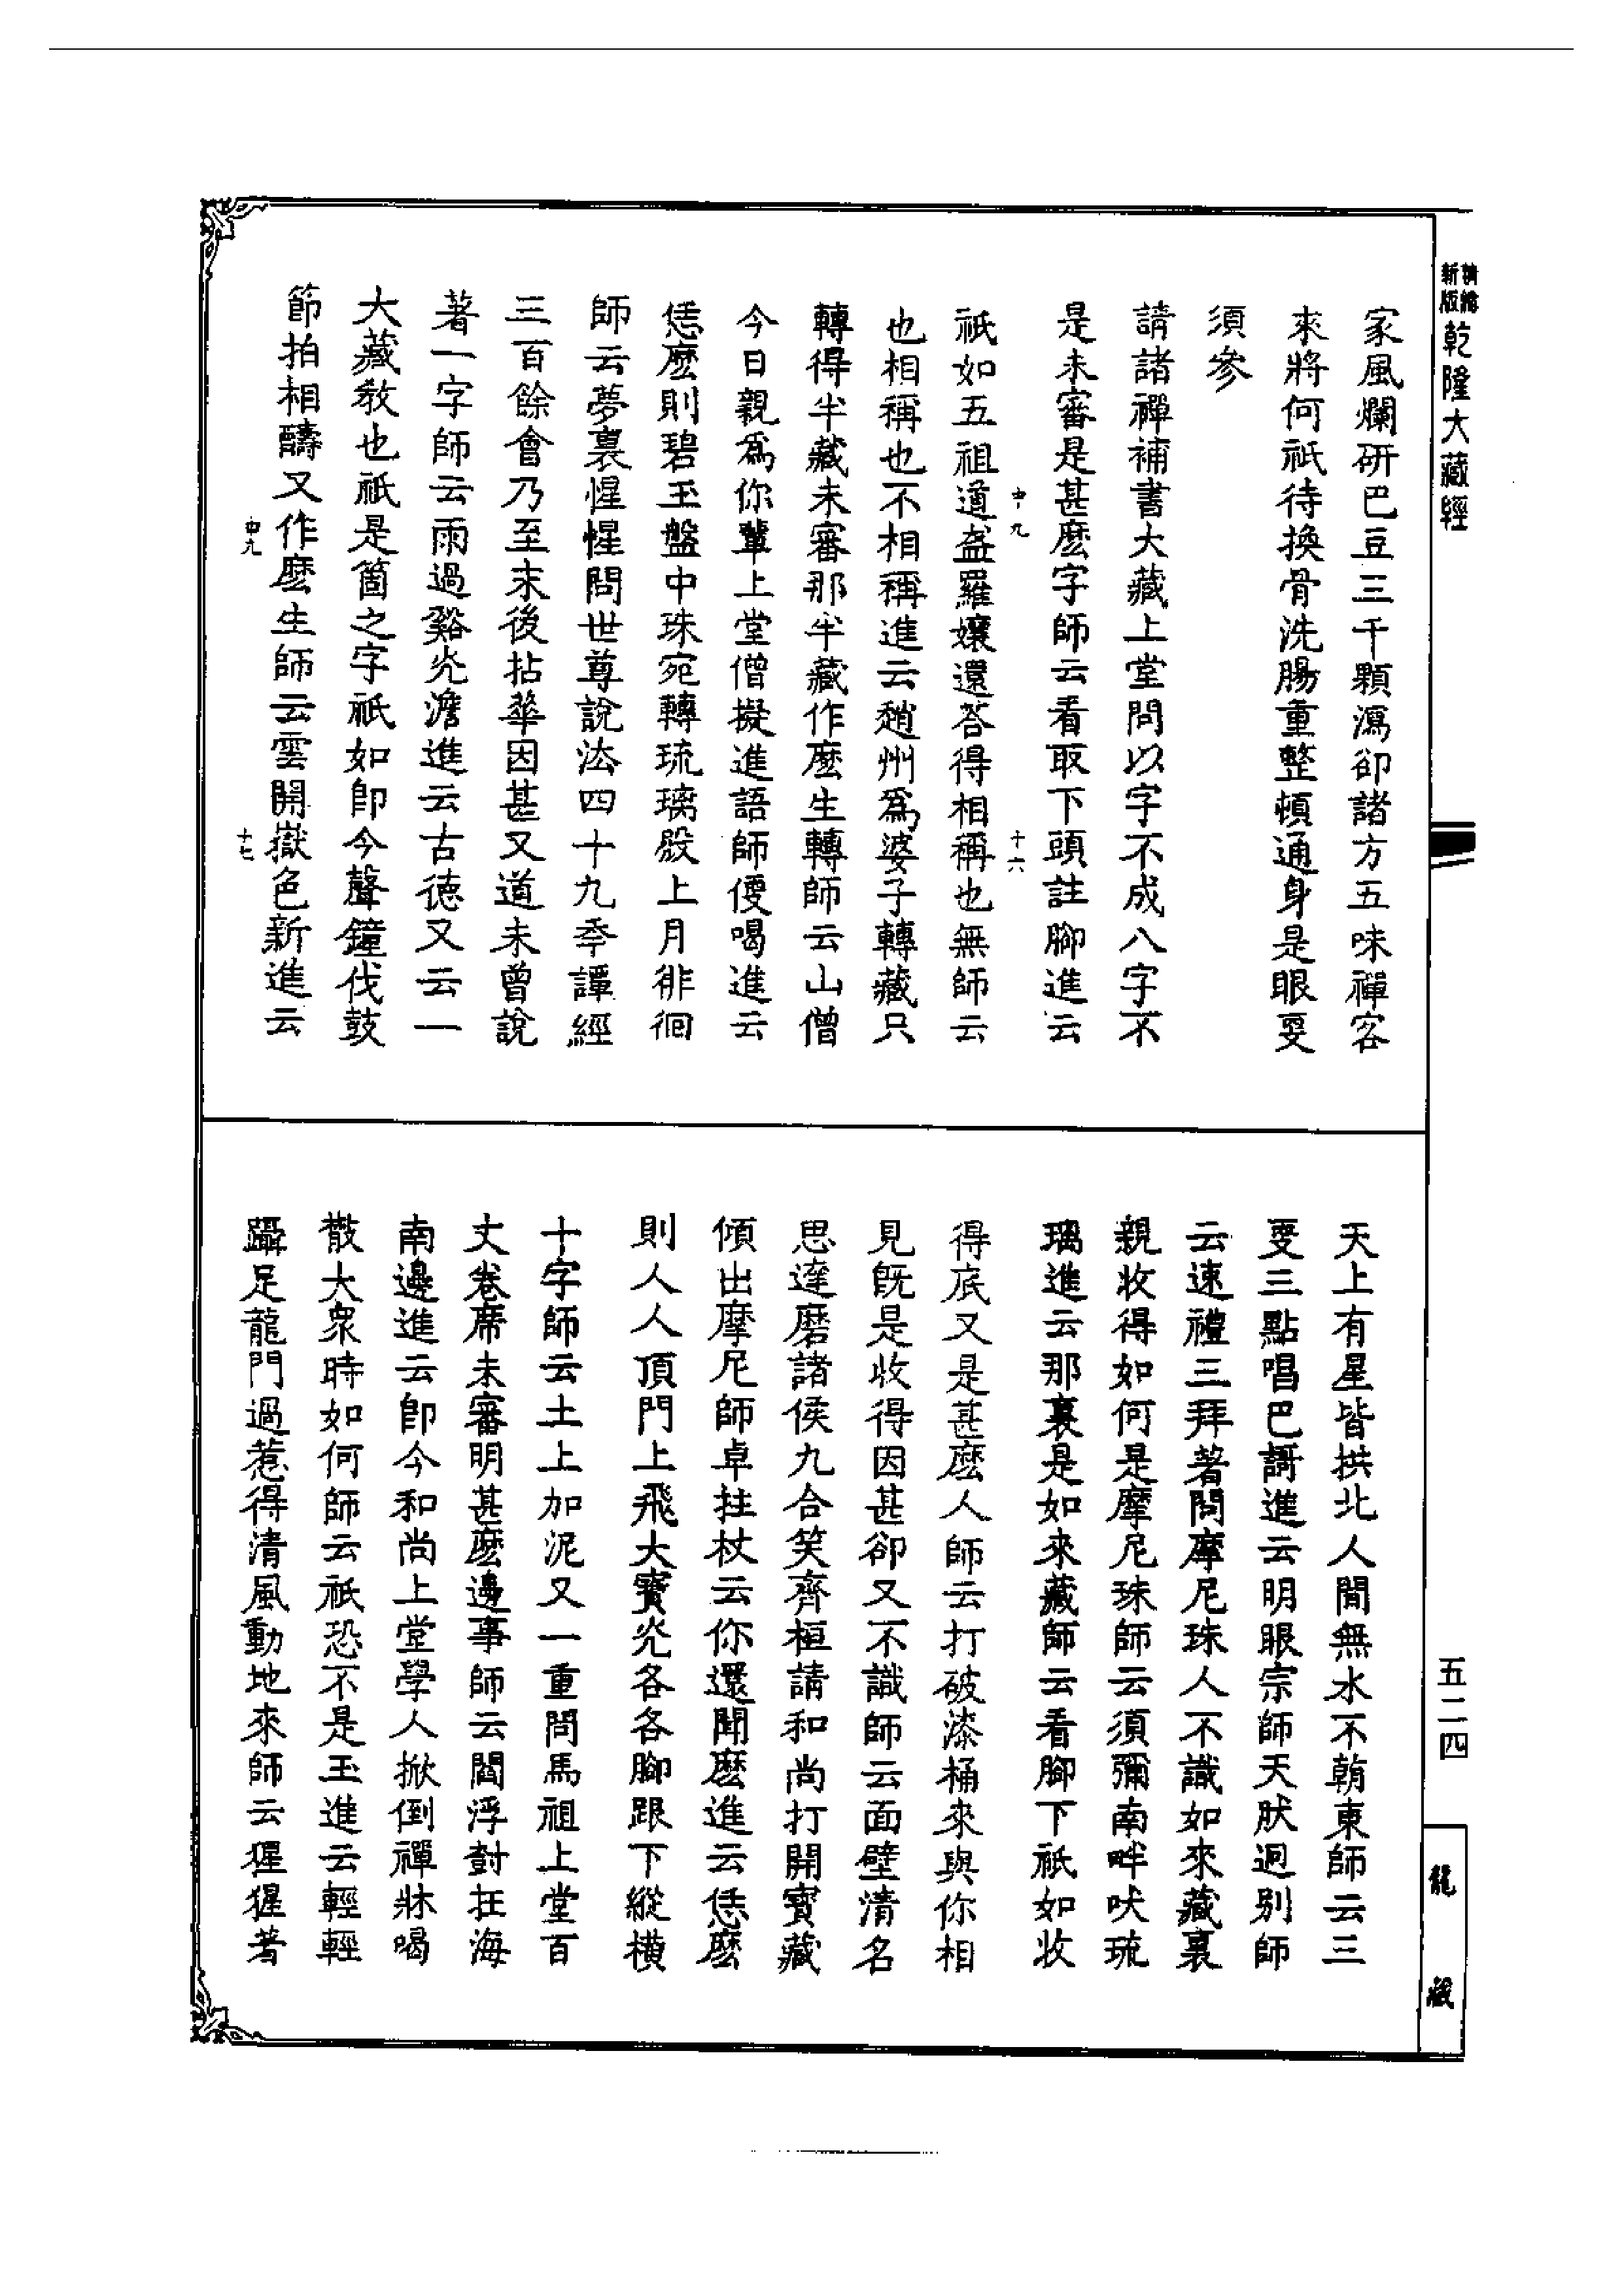 精編
新版
乾隆大藏經
家風爛研巴豆三千顆瀉卻諸方五味禪客
來將何祇待換骨洗腸重整頓通身是眼耎
須參
請諸禪補書大藏上堂問以字不成八字不
是未審是甚麼字師云看取下頭註腳進云
祇如五祖道盋羅孃還荅得相稱也無師云
也相稱也不相稱進云趙州爲婆子轉藏只
轉得半藏未審那半藏作麼生轉師云山僧
今日親爲你輩上堂僧擬進語師便喝進云
恁麼則碧玉盤中珠宛轉琉璃殿上月徘徊
師云夢裏惺惺問世尊說法四十九年譚經
三百餘會乃至末後拈華因甚又道未曾說
著一字師云雨過谿光澹進云古德又云一
大藏敎也祇是箇之字祇如卽今聲鐘伐鼓
節拍相酬又作麼生師云雲開嶽色新進云
中九
十六
中九
十七
天上有星皆拱北人間無水不朝東師云三
耎三點唱巴謌進云明眼宗師天肰迥別師
云速禮三拜著問摩尼珠人不識如來藏裏
親收得如何是摩尼珠師云須彌南畔吠琉
璃進云那裏是如來藏師云看腳下祇如收
得底又是甚麼人師云打破漆桶來與你相
見旣是收得因甚卻又不識師云面壁清名
思達磨諸侯九合笑齊桓請和尚打開寶藏
傾出摩尼師卓拄杖云你還聞麼進云恁麼
則人人頂門上飛大寶光各各腳跟下縱橫
十字師云土上加泥又一重問馬祖上堂百
丈卷席未審明甚麼邊事師云閻浮對在海
南邊進云卽今和尚上堂學人掀倒禪牀喝
散大衆時如何師云祇恐不是玉進云輕輕
躡足龍門過惹得清風動地來師云猩猩著
五二四
龍藏